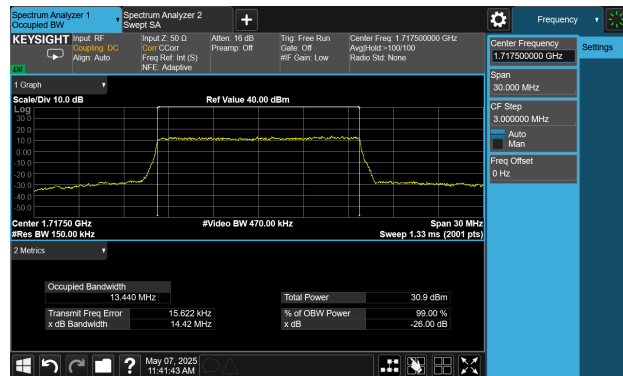 Spectrum Analyzer 1
Occupied BW
Spectrum Analyzer 2
Swept SA
Frequency
KEYSIGHT
Input: RF
Coupling: DC
Align: Auto
Input Z: 50 Ω
Corr CCorr
Freq Ref: Int (S)
NFE: Adaptive
Atten: 16 dB
Preamp: Off
Trig: Free Run
Gate: Off
#IF Gain: Low
Center Freq: 1.717500000 GHz
Avg|Hold:>100/100
Radio Std: None
LXI
Center Frequency
1.717500000 GHz
Settings
Span
30.000 MHz
CF Step
3.000000 MHz
Auto
Man
Freq Offset
0 Hz
1 Graph
Scale/Div 10.0 dB
Ref Value 40.00 dBm
Log
30.0
20.0
10.0
0.00
-10.0
-20.0
-30.0
-40.0
-50.0
Center 1.71750 GHz
#Video BW 470.00 kHz
Span 30 MHz
#Res BW 150.00 kHz
Sweep 1.33 ms (2001 pts)
2 Metrics
Occupied Bandwidth
13.440 MHz
Total Power
30.9 dBm
Transmit Freq Error
15.622 kHz
% of OBW Power
99.00 %
x dB Bandwidth
14.42 MHz
x dB
-26.00 dB
?
May 07, 2025
11:41:43 AM